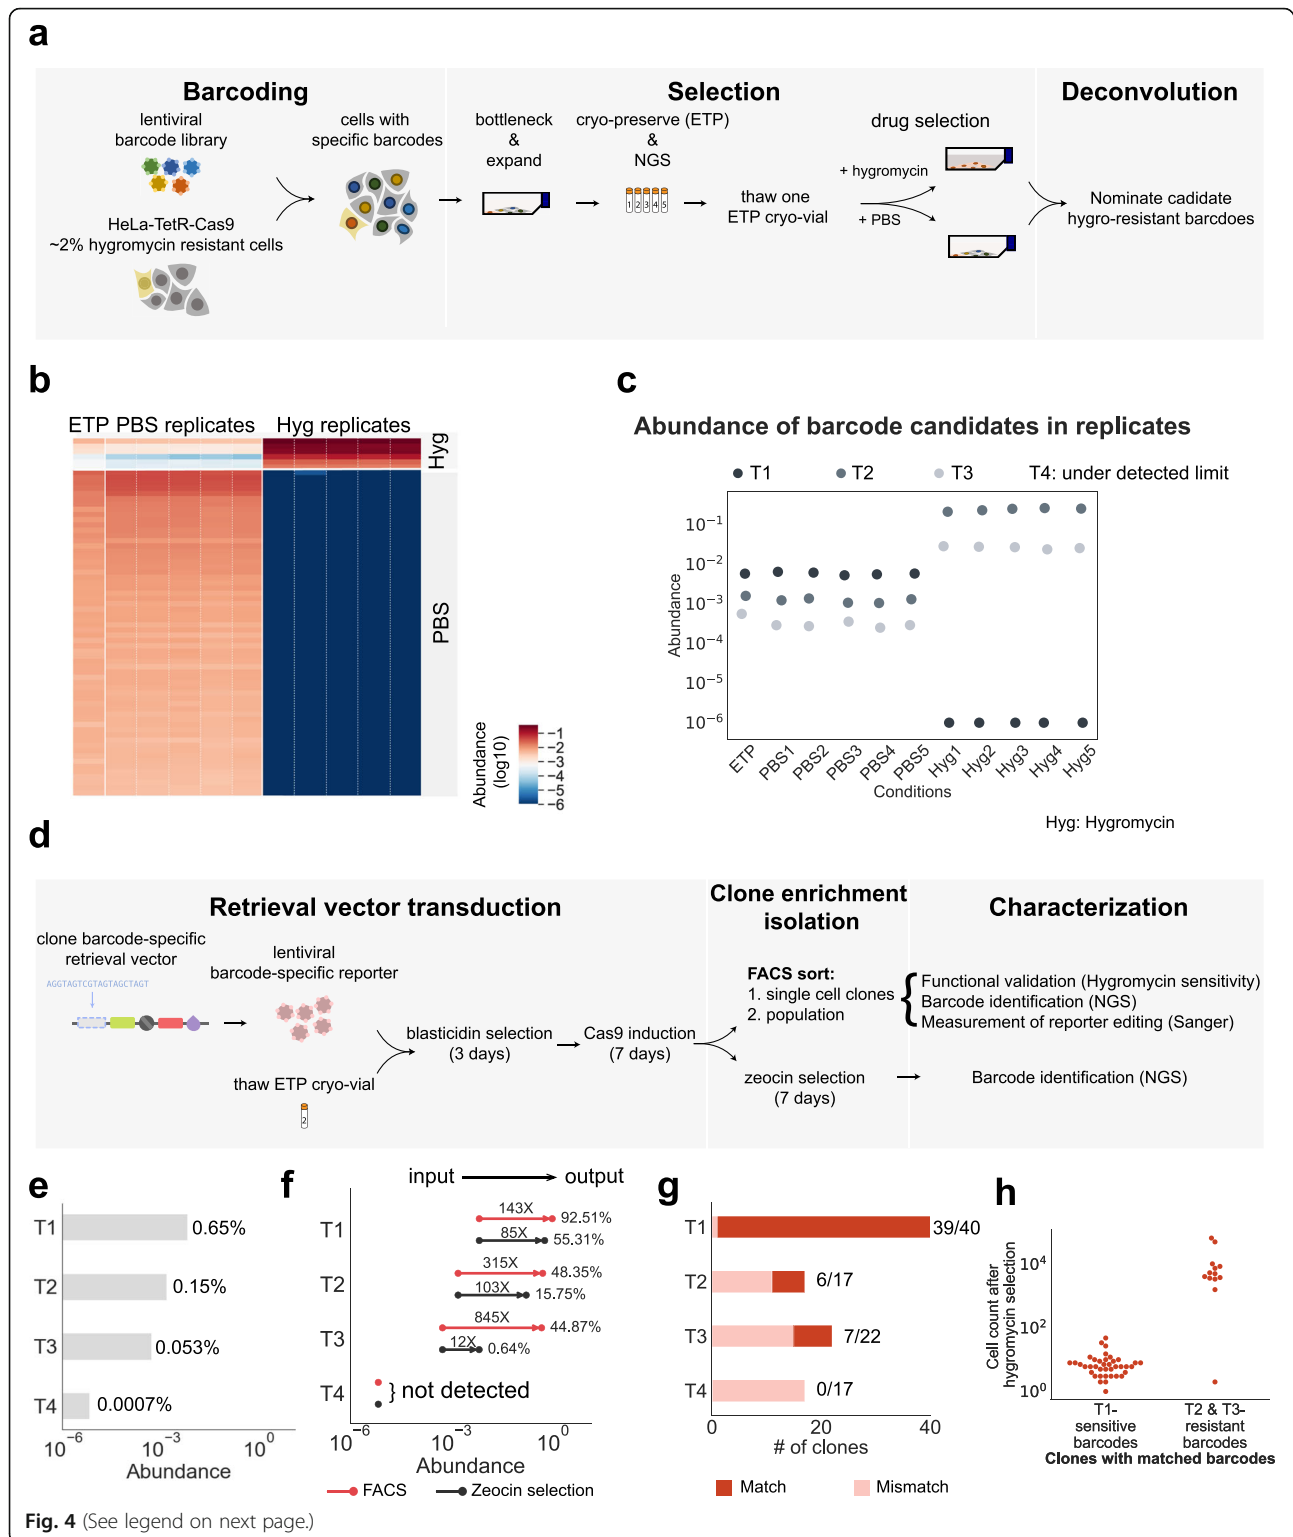 a
Barcoding
Selection
Deconvolution
lentiviral
barcode library
cells with
specific barcodes
bottleneck
&
expand
cryo-preserve (ETP)
&
NGS
drug selection
HeLa-TetR-Cas9
~2% hygromycin resistant cells
1 2 3 4 5
thaw one
ETP cryo-vial
+ hygromycin
+ PBS
Nominate cadidate
hygro-resistant barcdoes
b
ETP PBS replicates
Hyg replicates
Hyg
PBS
Abundance
(log10)
−1
−2
−3
−4
−5
−6
c
Abundance of barcode candidates in replicates
T1
T2
T3
T4: under detected limit
Abundance
10−1
10−2
10−3
10−4
10−5
10−6
ETP
PBS1
PBS2
PBS3
PBS4
PBS5
Hyg1
Hyg2
Hyg3
Hyg4
Hyg5
Conditions
Hyg: Hygromycin
d
Retrieval vector transduction
Clone enrichment
isolation
Characterization
clone barcode-specific
retrieval vector
AGGTAGTCGTAGTAGCTAGT
lentiviral
barcode-specific reporter
thaw ETP cryo-vial
2
blasticidin selection
(3 days)
Cas9 induction
(7 days)
FACS sort:
1. single cell clones
2. population
{
Functional validation (Hygromycin sensitivity)
Barcode identification (NGS)
Measurement of reporter editing (Sanger)
zeocin selection
(7 days)
Barcode identification (NGS)
e
T1
0.65%
T2
0.15%
T3
0.053%
T4
0.0007%
10−6
10−3
100
Abundance
f
input
output
T1
143X
92.51%
85X
55.31%
T2
315X
48.35%
103X
15.75%
T3
845X
44.87%
12X
0.64%
T4
} not detected
10−6
10−3
100
Abundance
FACS
Zeocin selection
g
T1
39/40
T2
6/17
T3
7/22
T4
0/17
0
20
40
# of clones
Match
Mismatch
h
Cell count after
hygromycin selection
104
102
100
T1-
sensitive
barcodes
T2 & T3-
resistant
barcodes
Clones with matched barcodes
Fig. 4 (See legend on next page.)